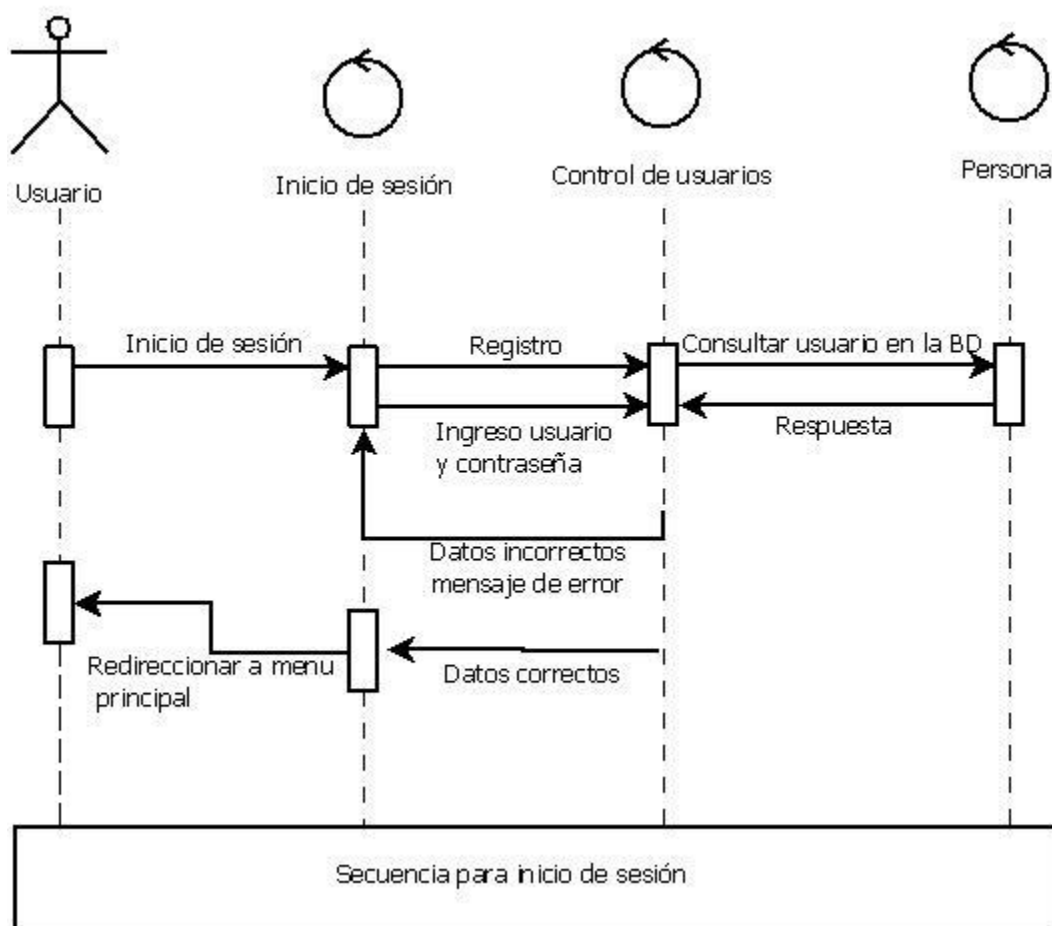 Usuario
Inicio de sesión
Control de usuarios
Persona
Inicio de sesión
Registro
Consultar usuario en la BD
Ingreso usuario
y contraseña
Respuesta
Datos incorrectos
mensaje de error
Redireccionar a menu
principal
Datos correctos
Secuencia para inicio de sesión